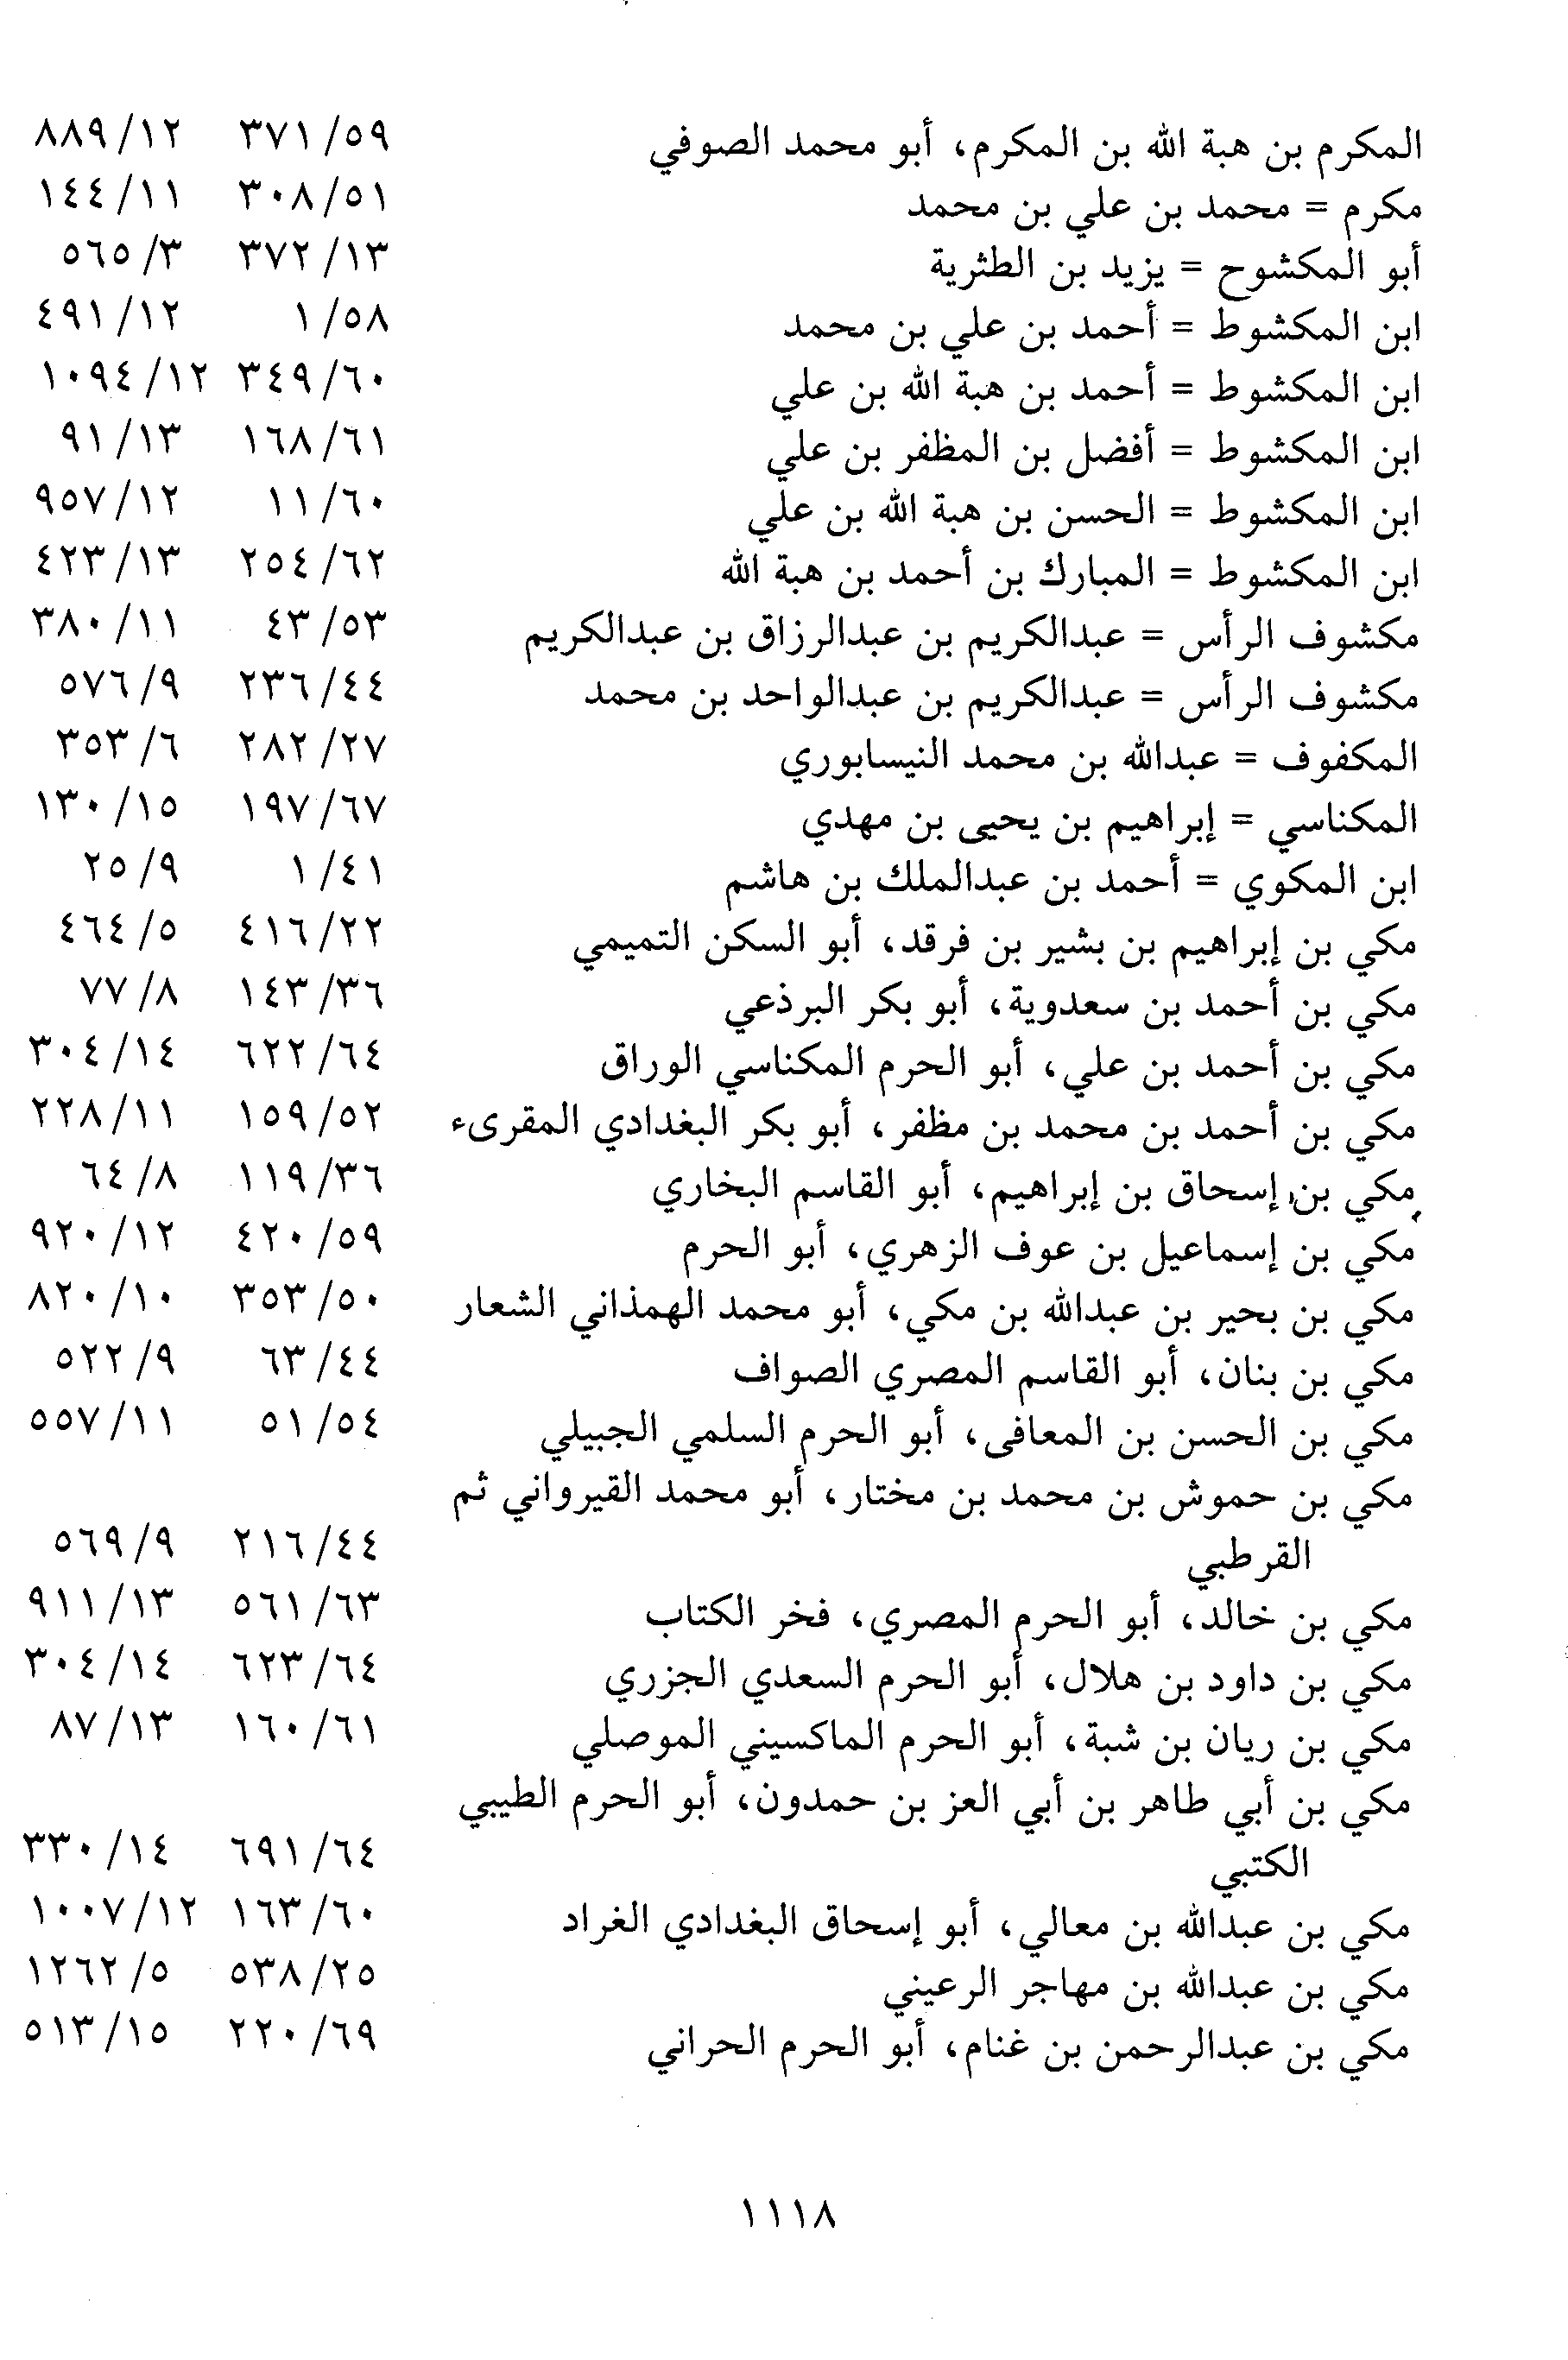 المكرم بن هبة الله بن المكرم، أبو محمد الصوفي ٣٧١/٥٩ ٨٨٩/١٢
مكرم = محمد بن علي بن محمد ٣٠٨/٥١ ١٤٤/١١
أبو المكشوح = يزيد بن الطثرية ٣٧٢/١٣ ٥٦٥/٣
ابن المكشوط = أحمد بن علي بن محمد ١/٥٨ ٤٩١/١٢
ابن المكشوط = أحمد بن هبة الله بن علي ٣٤٩/٦٠ ١٠٩٤/١٢
ابن المكشوط = أفضل بن المظفر بن علي ١٦٨/٦١ ٩١/١٣
ابن المكشوط = الحسن بن هبة الله بن علي ١١/٦٠ ٩٥٧/١٢
ابن المكشوط = المبارك بن أحمد بن هبة الله ٢٥٤/٦٢ ٤٢٣/١٣
مكشوف الرأس = عبدالكريم بن عبدالرزاق بن عبدالكريم ٤٣/٥٣ ٣٨٠/١١
مكشوف الرأس = عبدالكريم بن عبدالواحد بن محمد ٢٣٦/٤٤ ٥٧٦/٩
المكفوف = عبدالله بن محمد النيسابوري ٢٨٢/٢٧ ٣٥٣/٦
المكناسي = إبراهيم بن يحيى بن مهدي ١٩٧/٦٧ ١٣٠/١٥
ابن المكوي = أحمد بن عبدالملك بن هاشم ١/٤١ ٢٥/٩
مكي بن إبراهيم بن بشير بن فرقد، أبو السكن التميمي ٤١٦/٢٢ ٤٦٤/٥
مكي بن أحمد بن سعدوية، أبو بكر البرذعي ١٤٣/٣٦ ٧٧/٨
مكي بن أحمد بن علي، أبو الحرم المكناسي الوراق ٦٢٢/٦٤ ٣٠٤/١٤
مكي بن أحمد بن محمد بن مظفر، أبو بكر البغدادي المقرىء ١٥٩/٥٢ ٢٢٨/١١
مكي بن إسحاق بن إبراهيم، أبو القاسم البخاري ١١٩/٣٦ ٦٤/٨
مكي بن إسماعيل بن عوف الزهري، أبو الحرم ٤٢٠/٥٩ ٩٢٠/١٢
مكي بن بحير بن عبدالله بن مكي، أبو محمد الهمذاني الشعار ٣٥٣/٥٠ ٨٢٠/١٠
مكي بن بنان، أبو القاسم المصري الصواف ٦٣/٤٤ ٥٢٢/٩
مكي بن الحسن بن المعافى، أبو الحرم السلمي الجبيلي ٥١/٥٤ ٥٥٧/١١
مكي بن حموش بن محمد بن مختار، أبو محمد القيرواني ثم
القرطبي ٢١٦/٤٤ ٥٦٩/٩
مكي بن خالد، أبو الحرم المصري، فخر الكتاب ٥٦١/٦٣ ٩١١/١٣
مكي بن داود بن هلال، أبو الحرم السعدي الجزري ٦٢٣/٦٤ ٣٠٤/١٤
مكي بن ريان بن شبة، أبو الحرم الماكسيني الموصلي ١٦٠/٦١ ٨٧/١٣
مكي بن أبي طاهر بن أبي العز بن حمدون، أبو الحرم الطيبي
الكتبي ٦٩١/٦٤ ٣٣٠/١٤
مكي بن عبدالله بن معالي، أبو إسحاق البغدادي الغراد ١٦٣/٦٠ ١٠٠٧/١٢
مكي بن عبدالله بن مهاجر الرعيني ٥٣٨/٢٥ ١٢٦٢/٥
مكي بن عبدالرحمن بن غنام، أبو الحرم الحراني ٢٢٠/٦٩ ٥١٣/١٥
١١١٨